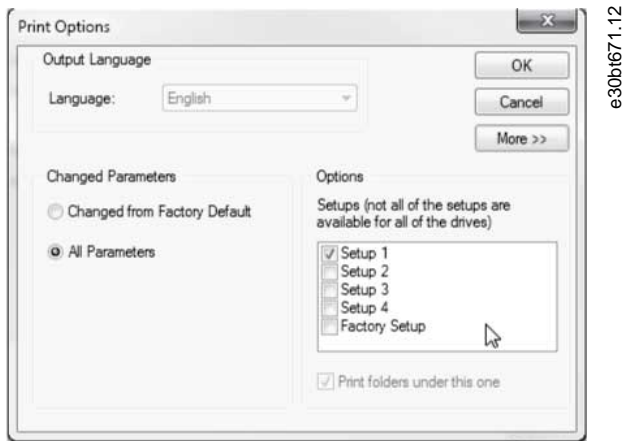 Print Options
Output Language
Language:
English
OK
Cancel
More >>
Changed Parameters
Changed from Factory Default
All Parameters
Options
Setups (not all of the setups are
available for all of the drives)
Setup 1
Setup 2
Setup 3
Setup 4
Factory Setup
Print folders under this one
e30bt671.12